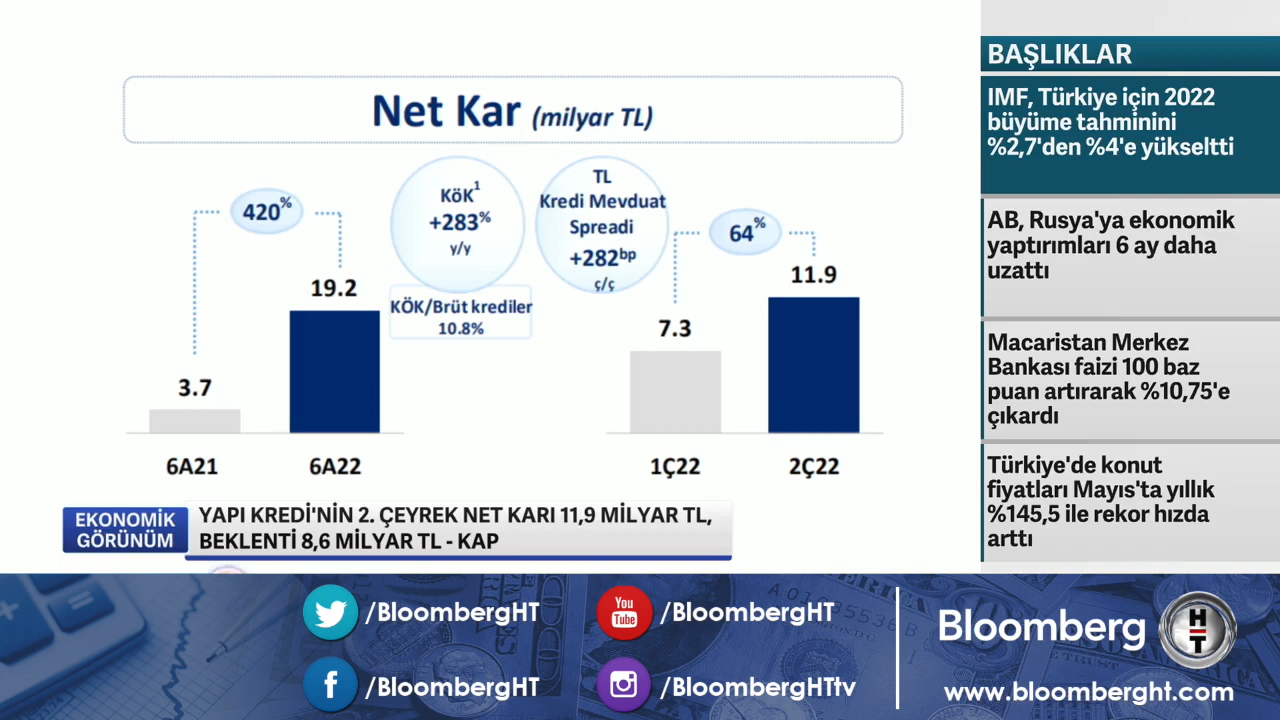 Net Kar (milyar TL)
420%
KöK1
+283%
y/y
KÖK/Brüt krediler
10.8%
TL
Kredi Mevduat
Spreadi
+282bp
ç/ç
64%
3.7
19.2
6A21
6A22
7.3
11.9
1Ç22
2Ç22
EKONOMİK
GÖRÜNÜM
YAPI KREDİ'NİN 2. ÇEYREK NET KARI 11,9 MİLYAR TL,
BEKLENTİ 8,6 MİLYAR TL - KAP
BAŞLIKLAR
IMF, Türkiye için 2022
büyüme tahminini
%2,7'den %4'e yükseltti
AB, Rusya'ya ekonomik
yaptırımları 6 ay daha
uzattı
Macaristan Merkez
Bankası faizi 100 baz
puan artırarak %10,75'e
çıkardı
Türkiye'de konut
fiyatları Mayıs'ta yıllık
%145,5 ile rekor hızda
arttı
/BloombergHT
You
Tube
/BloombergHT
f
/BloombergHT
/BloombergHTtv
Bloomberg HT
www.bloomberght.com